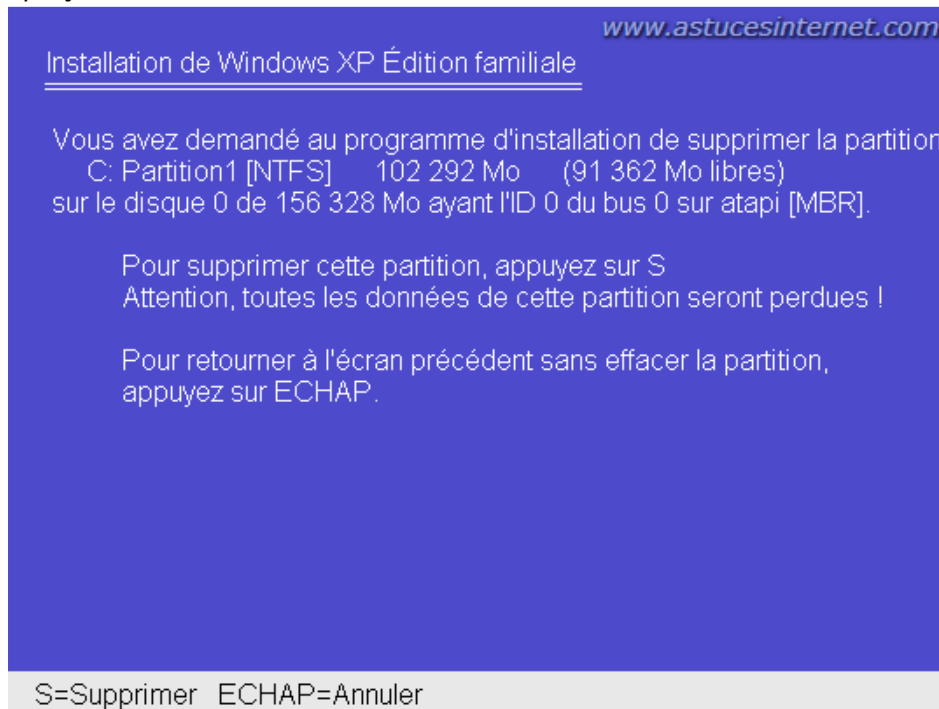 www.astucesinternet.com
Installation de Windows XP Édition familiale
Vous avez demandé au programme d'installation de supprimer la partition
C: Partition1 [NTFS] 102 292 Mo (91 362 Mo libres)
sur le disque 0 de 156 328 Mo ayant l'ID 0 du bus 0 sur atapi [MBR].
Pour supprimer cette partition, appuyez sur S
Attention, toutes les données de cette partition seront perdues !
Pour retourner à l'écran précédent sans effacer la partition,
appuyez sur ECHAP.
S=Supprimer ECHAP=Annuler